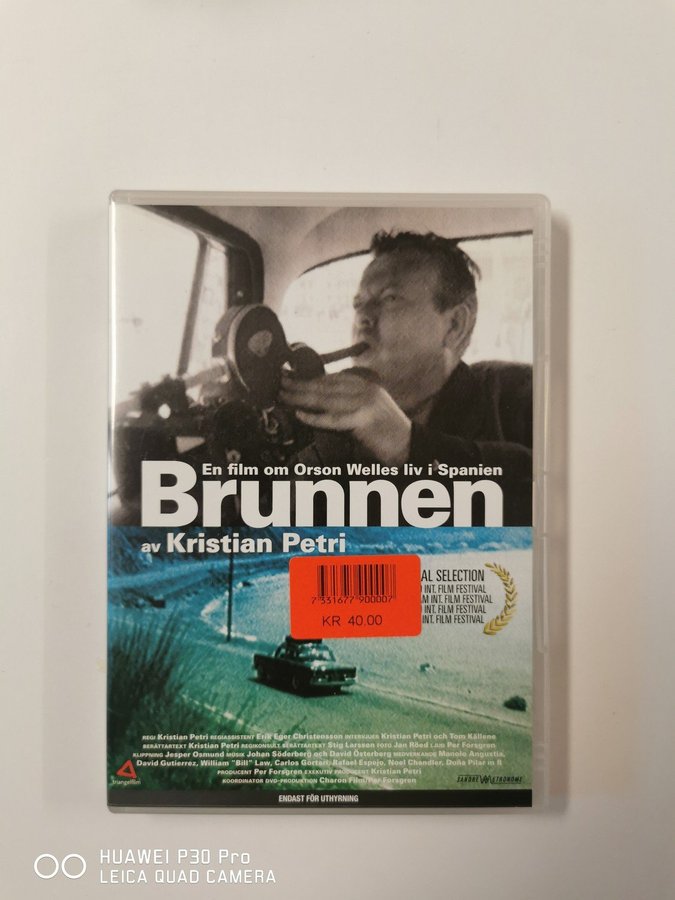 En film om Orson Welles liv i Spanien
Brunnen
av Kristian Petri
7 331677 900007
KR 40.00
AL SELECTION
INT. FILM FESTIVAL
M INT. FILM FESTIVAL
INT. FILM FESTIVAL
INT. FILM FESTIVAL
REGI Kristian Petri REGIASSISTENT Erik Eger Christensson INTERVJUER Kristian Petri och Tom Källene
BERÄTTARTEXT Kristian Petri REGIKONSULT BERÄTTARTEXT Stig Larsson FOTO Jan Röed LJUD Per Forsgren
KLIPPNING Jesper Osmund MUSIK Johan Söderberg och David Österberg MEDVERKANDE Manolo Angustia,
David Gutierréz, William "Bill" Law, Carlos Gortari, Rafael Espejo, Noel Chandler, Doña Pilar m fl
PRODUCENT Per Forsgren EXEKUTIV PRODUCENT Kristian Petri
KOORDINATOR DVD-PRODUKTION Charon Film/Per Forsgren
triangelfilm
ENDAST FÖR UTHYRNING
HUAWEI P30 Pro
LEICA QUAD CAMERA